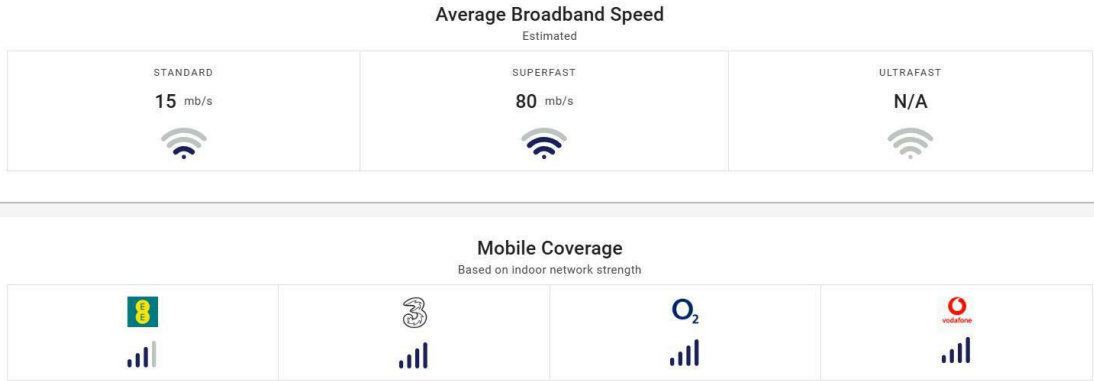 Average Broadband Speed
Estimated
STANDARD
15 mb/s
SUPERFAST
80 mb/s
ULTRAFAST
N/A
Mobile Coverage
Based on indoor network strength
E
E
3
O2
vodafone